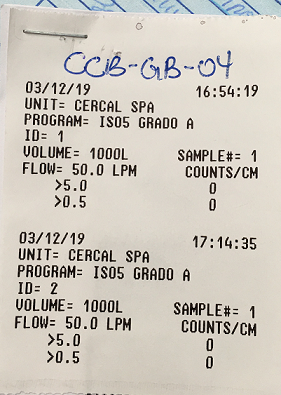 CCB-GB-04
03/12/19 16:54:19
UNIT= CERCAL SPA
PROGRAM= ISO5 GRADO A
ID= 1
VOLUME= 1000L SAMPLE#= 1
FLOW= 50.0 LPM COUNTS/CM
>5.0 0
>0.5 0
03/12/19 17:14:35
UNIT= CERCAL SPA
PROGRAM= ISO5 GRADO A
ID= 2
VOLUME= 1000L SAMPLE#= 1
FLOW= 50.0 LPM COUNTS/CM
>5.0 0
>0.5 0